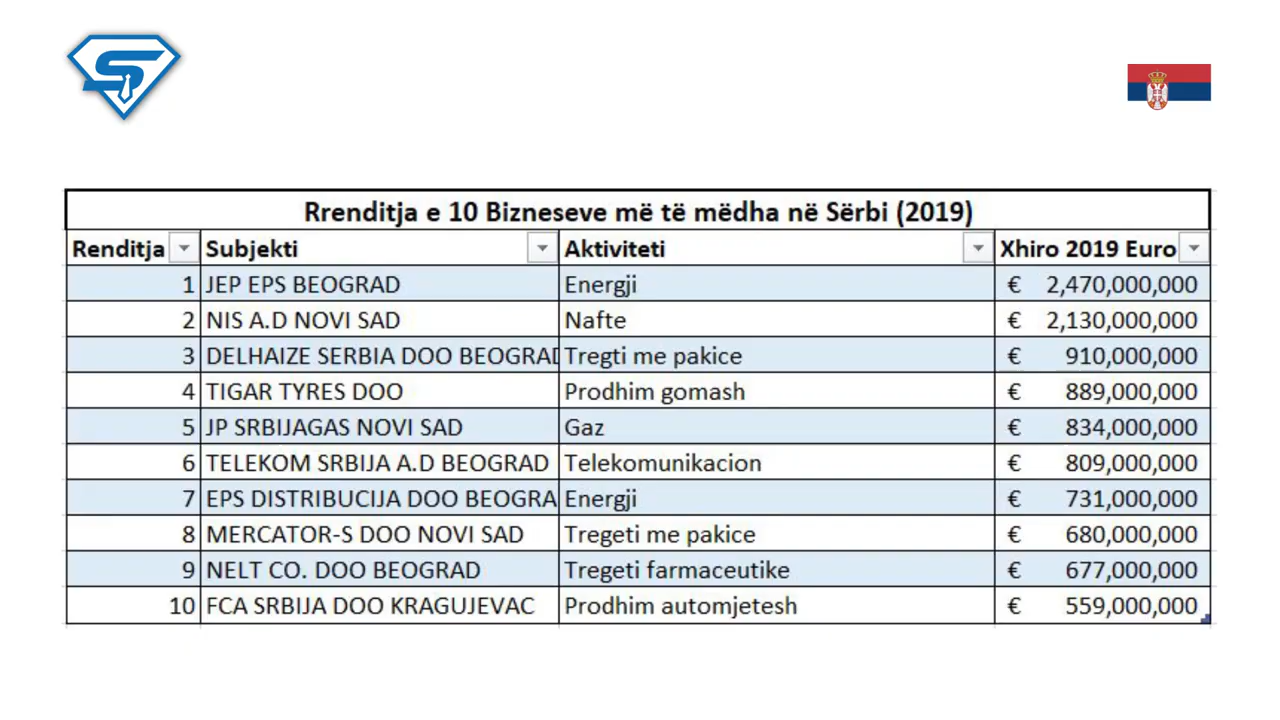 Rrenditja e 10 Bizneseve më të mëdha në Sërbi (2019)
Renditja Subjekti Aktiviteti Xhiro 2019 Euro
1 JEP EPS BEOGRAD Energji € 2,470,000,000
2 NIS A.D NOVI SAD Nafte € 2,130,000,000
3 DELHAIZE SERBIA DOO BEOGRAD Tregti me pakice € 910,000,000
4 TIGAR TYRES DOO Prodhim gomash € 889,000,000
5 JP SRBIJAGAS NOVI SAD Gaz € 834,000,000
6 TELEKOM SRBIJA A.D BEOGRAD Telekomunikacion € 809,000,000
7 EPS DISTRIBUCIJA DOO BEOGRA Energji € 731,000,000
8 MERCATOR-S DOO NOVI SAD Tregeti me pakice € 680,000,000
9 NELT CO. DOO BEOGRAD Tregeti farmaceutike € 677,000,000
10 FCA SRBIJA DOO KRAGUJEVAC Prodhim automjetesh € 559,000,000